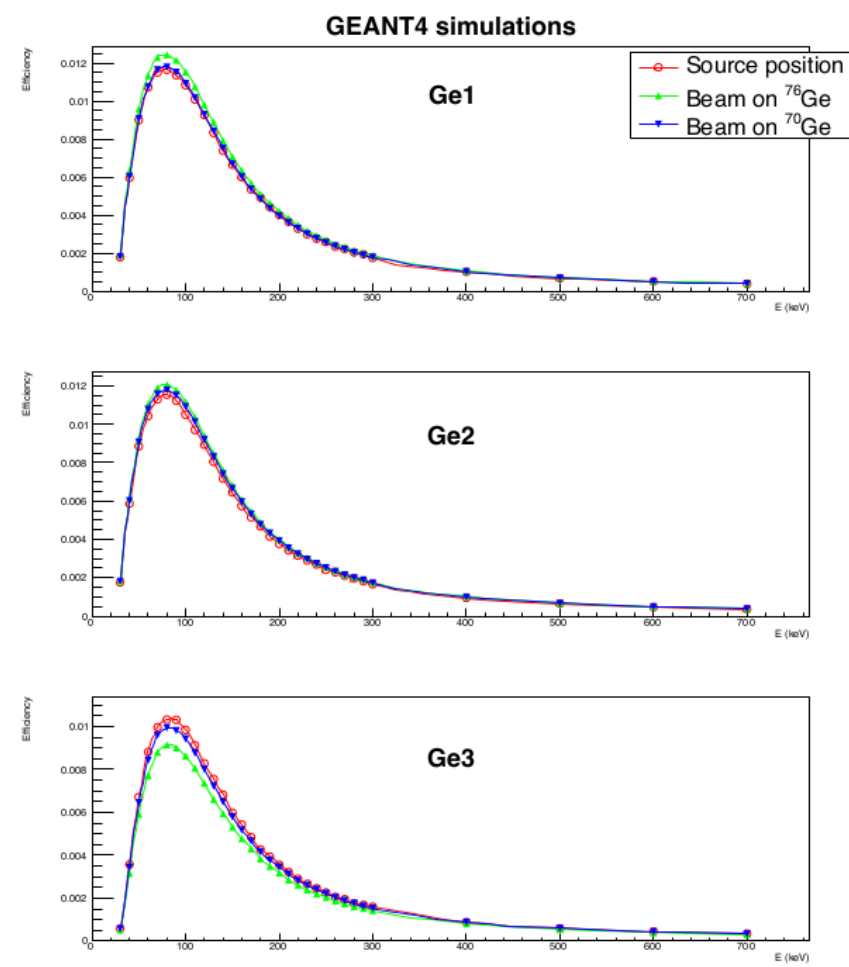 GEANT4 simulations
Efficiency
0.012
0.01
0.008
0.006
0.004
0.002
0
Ge1
Source position
Beam on ⁷⁶Ge
Beam on ⁷⁰Ge
0 100 200 300 400 500 600 700
E (keV)
Efficiency
0.012
0.01
0.008
0.006
0.004
0.002
0
Ge2
0 100 200 300 400 500 600 700
E (keV)
Efficiency
0.01
0.008
0.006
0.004
0.002
0
Ge3
0 100 200 300 400 500 600 700
E (keV)